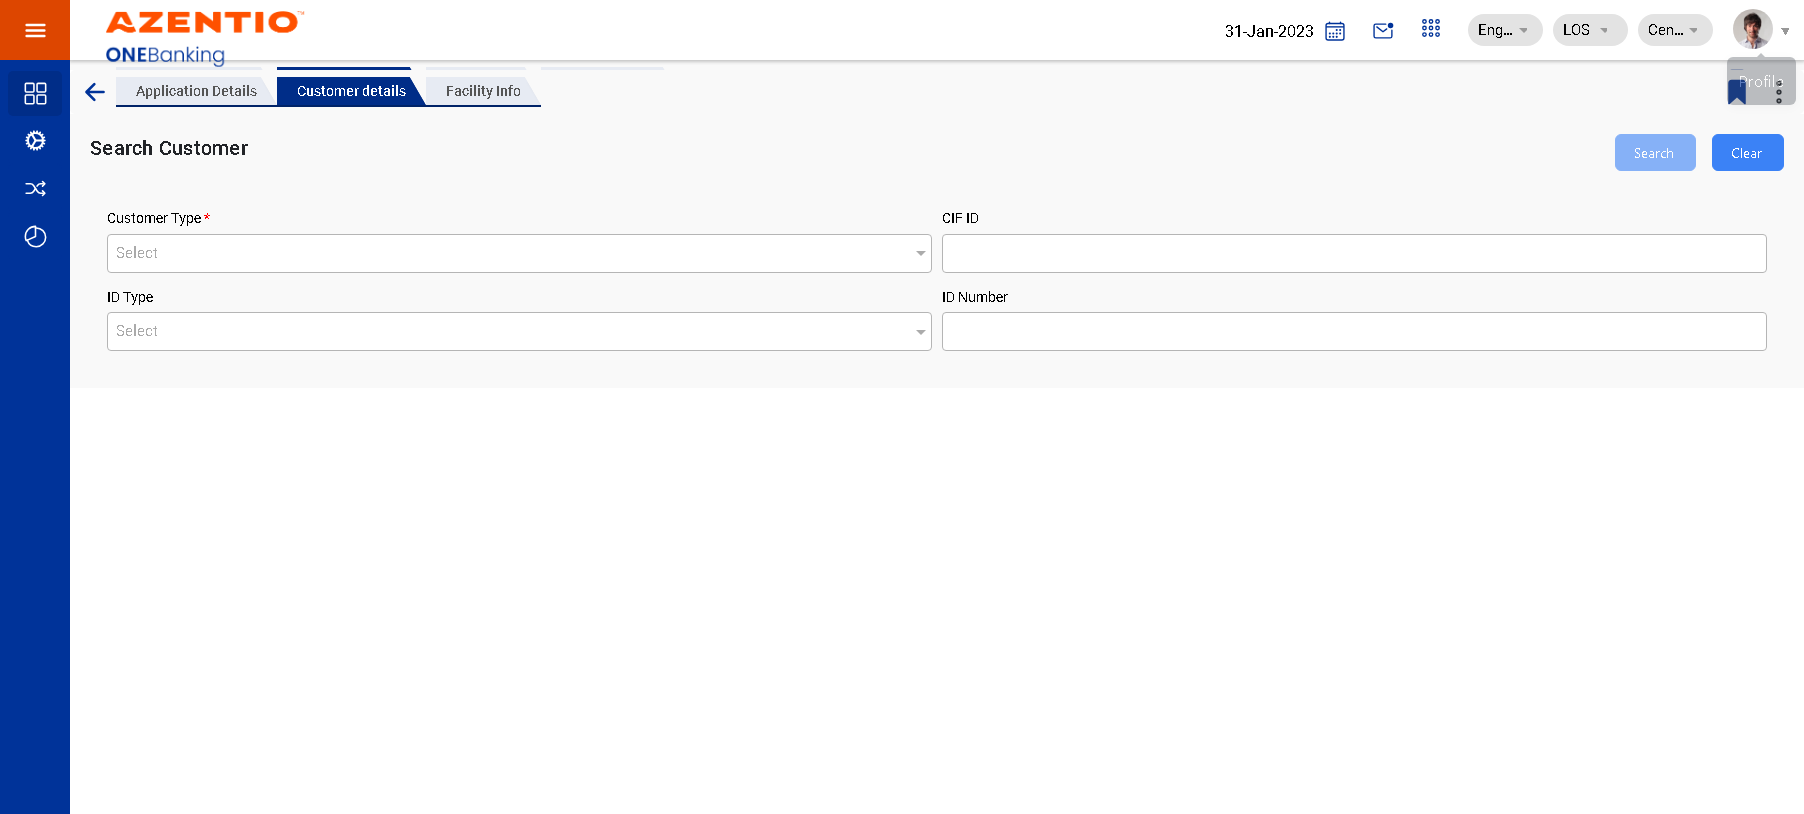 AZENTIO™
ONEBanking
31-Jan-2023
Eng...
LOS
Cen...
Profile
Application Details
Customer details
Facility Info
Search Customer
Search
Clear
Customer Type *
CIF ID
Select
ID Type
ID Number
Select